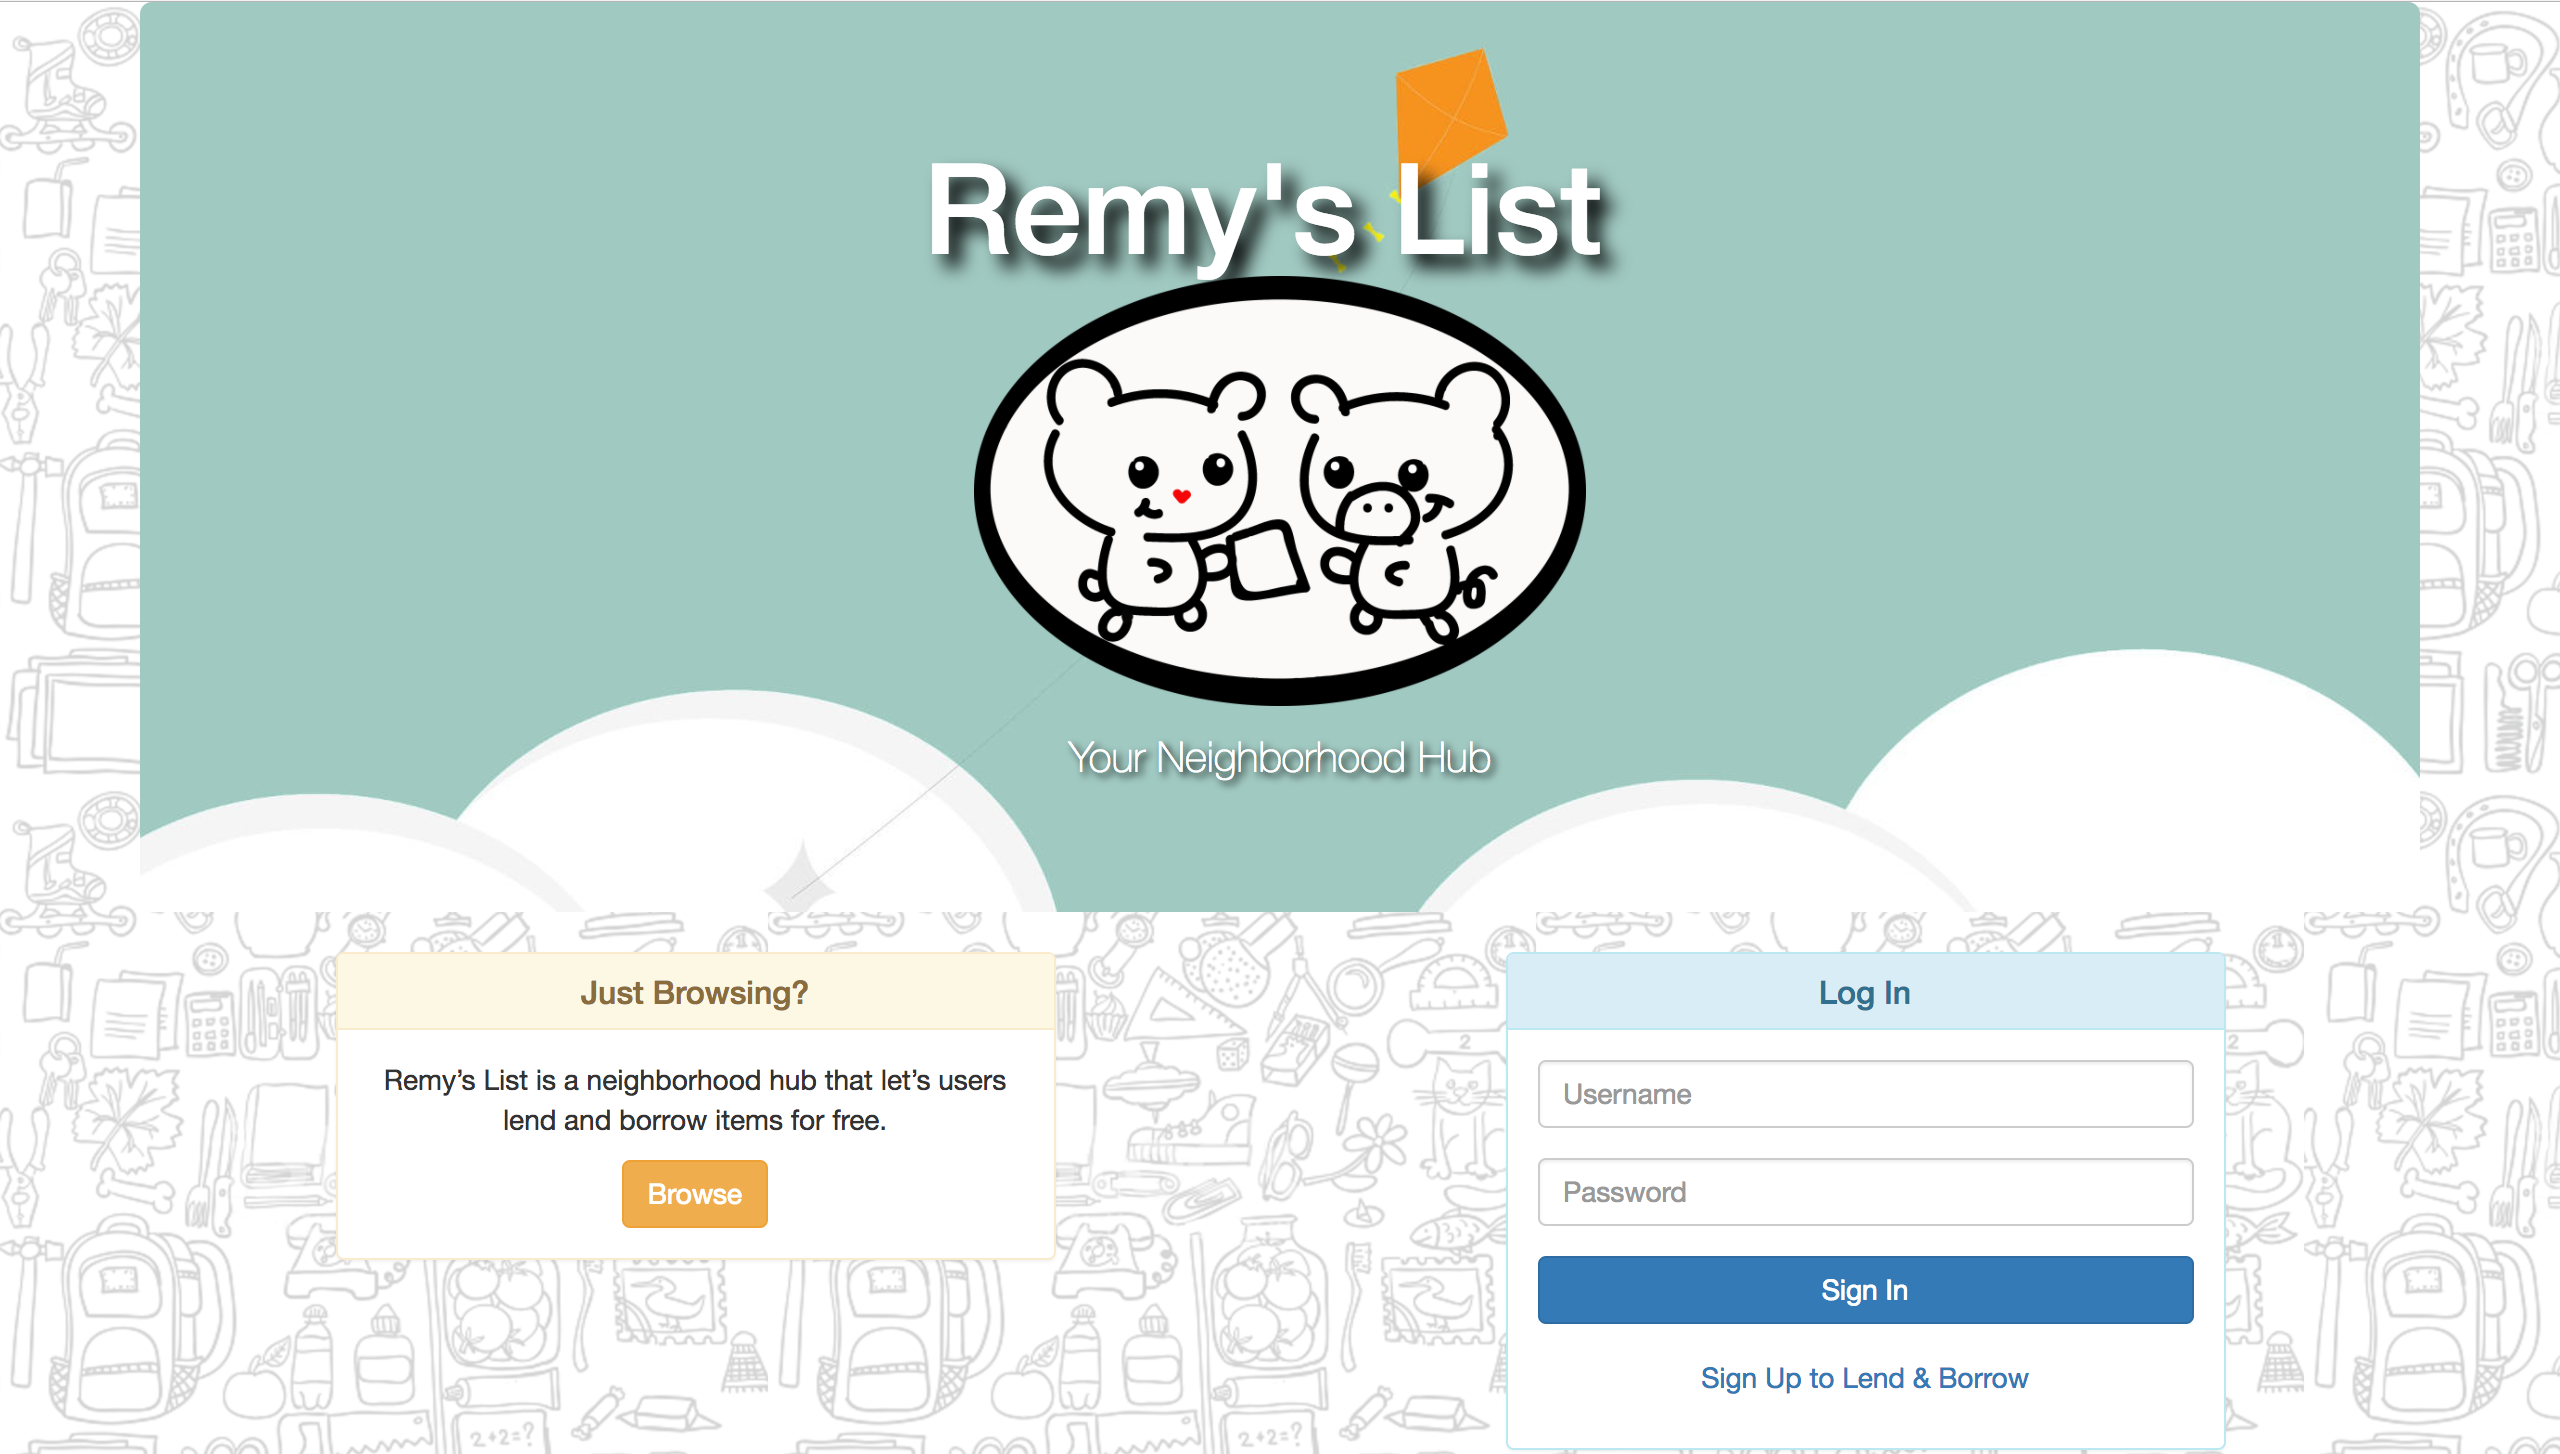 Remy's List
Your Neighborhood Hub
Just Browsing?
Remy’s List is a neighborhood hub that let’s users
lend and borrow items for free.
Browse
Log In
Username
Password
Sign In
Sign Up to Lend & Borrow
2+2=?
2+2=?